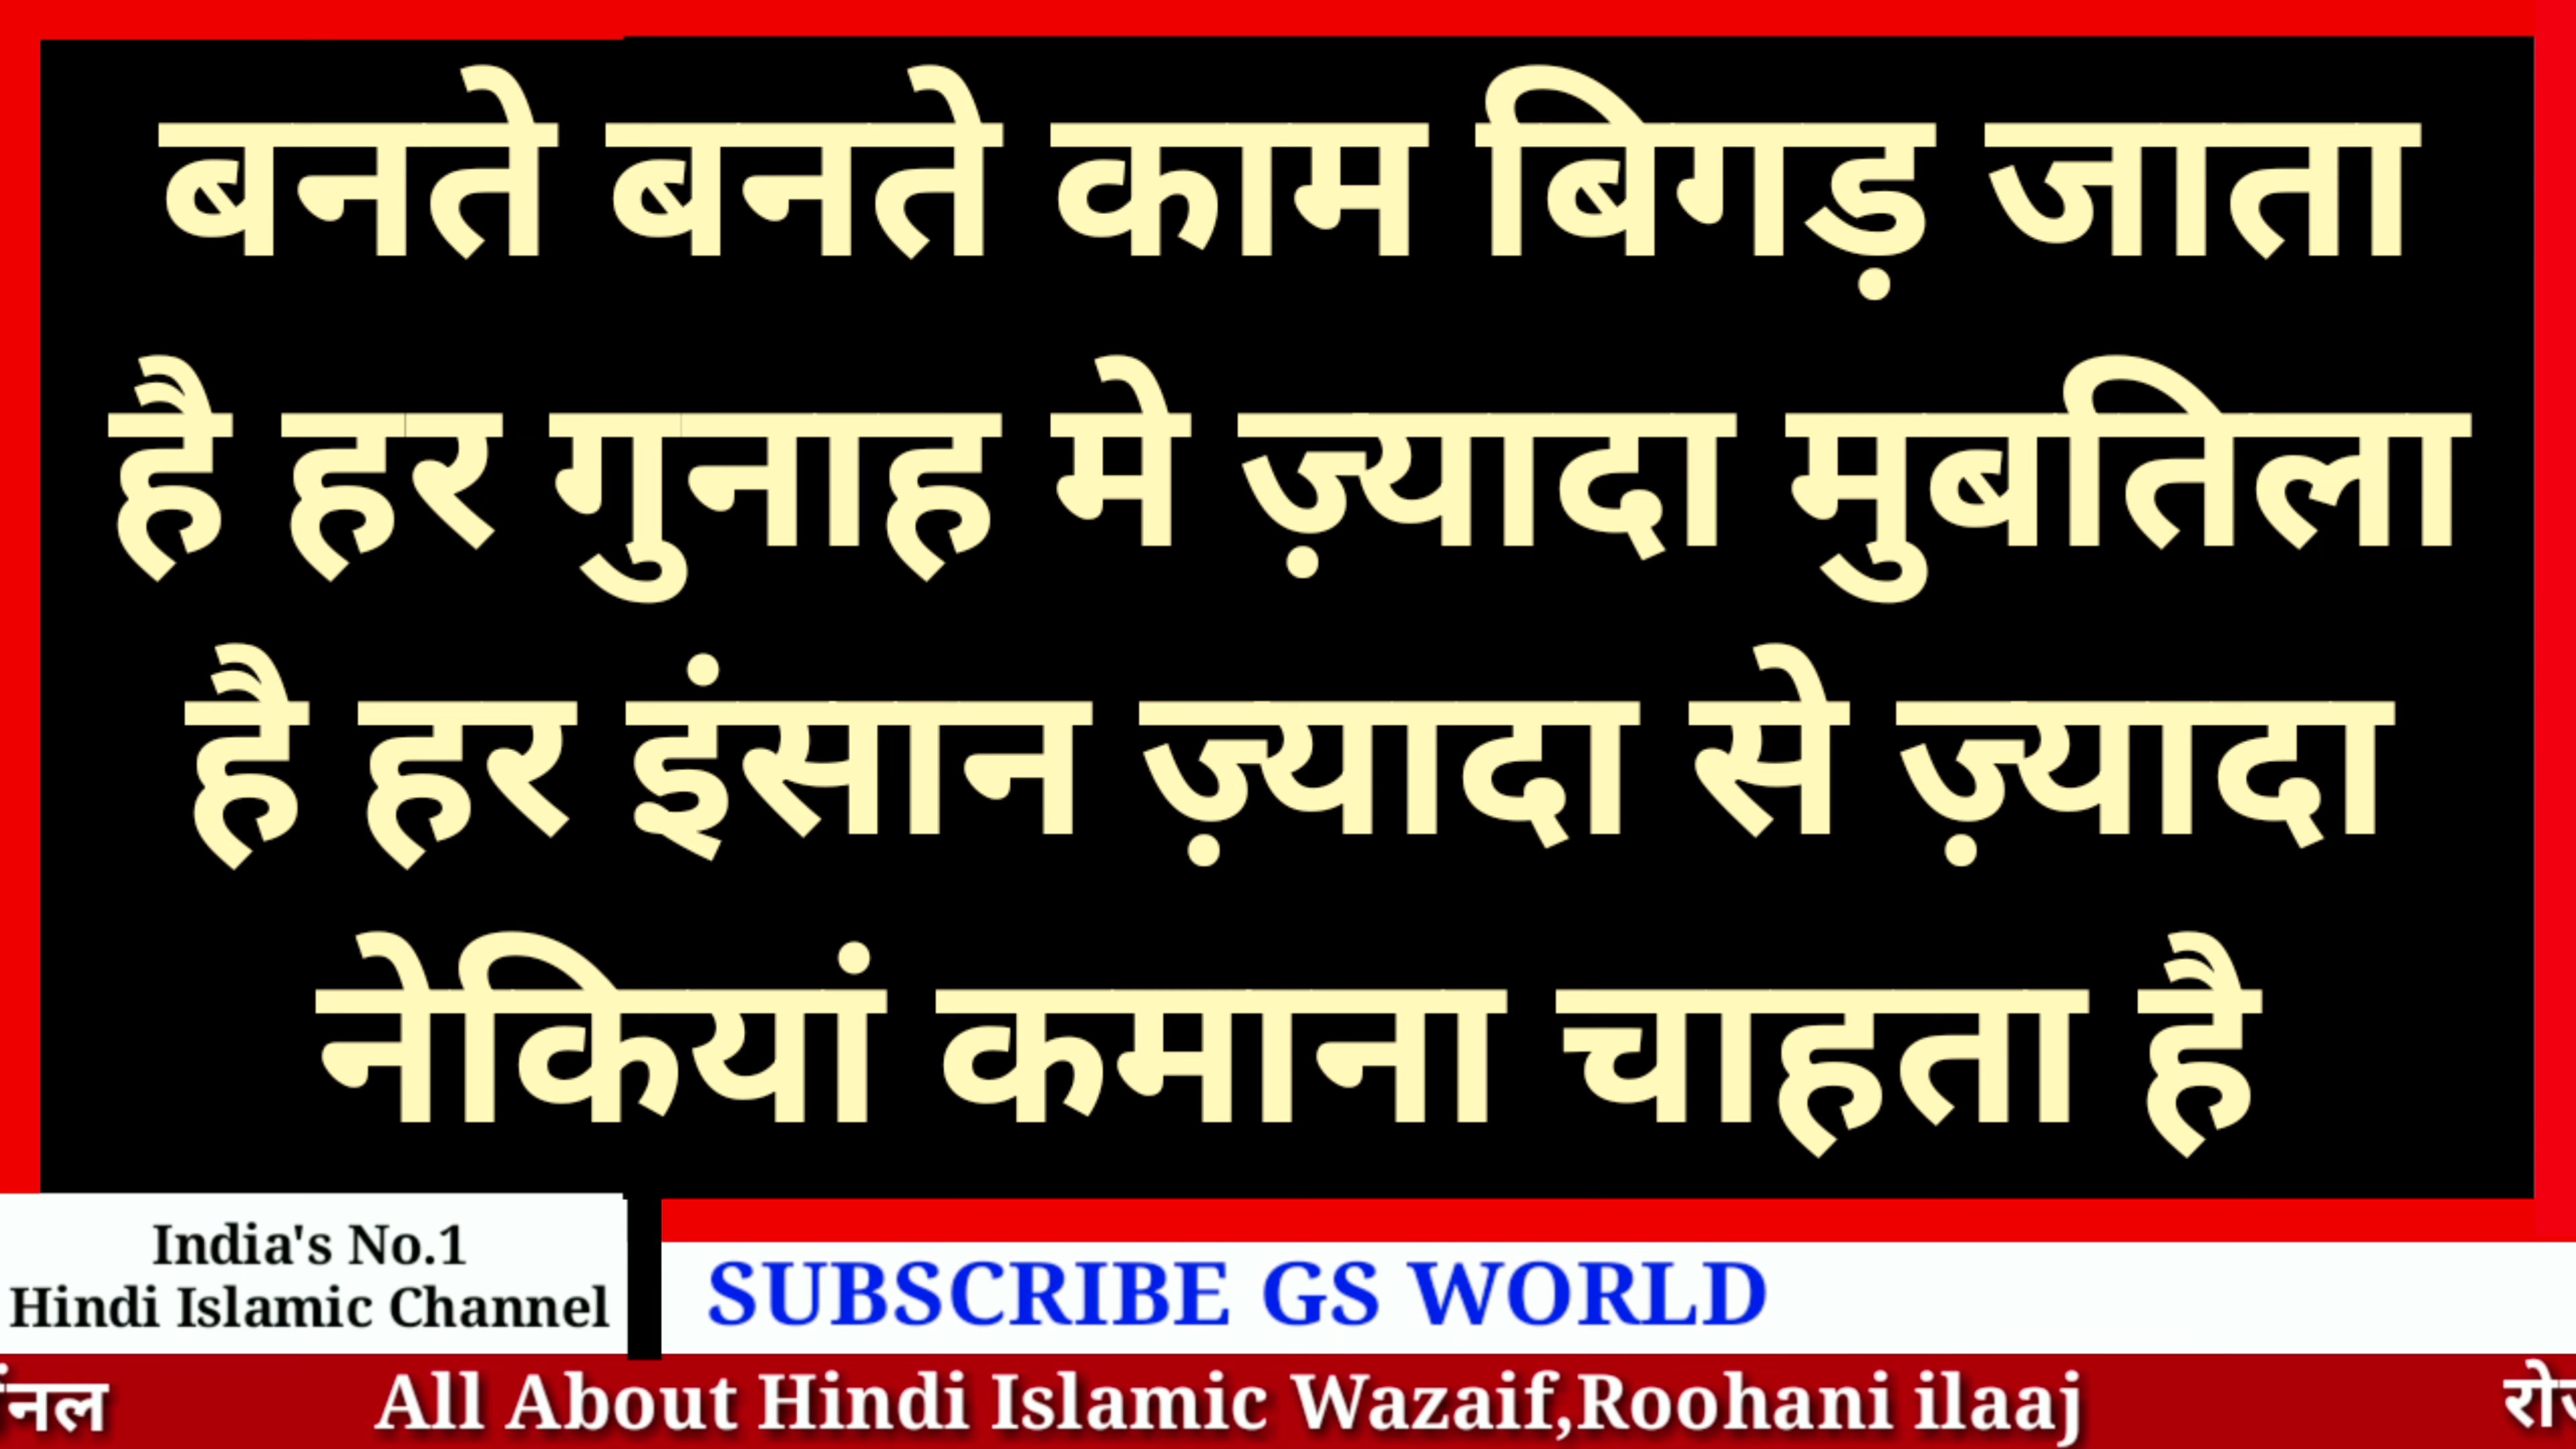 बनते बनते काम बिगड़ जाता
है हर गुनाह मे ज़्यादा मुबतिला
है हर इंसान ज़्यादा से ज़्यादा
नेकियां कमाना चाहता है
India's No.1
Hindi Islamic Channel
SUBSCRIBE GS WORLD
All About Hindi Islamic Wazaif,Roohani ilaaj